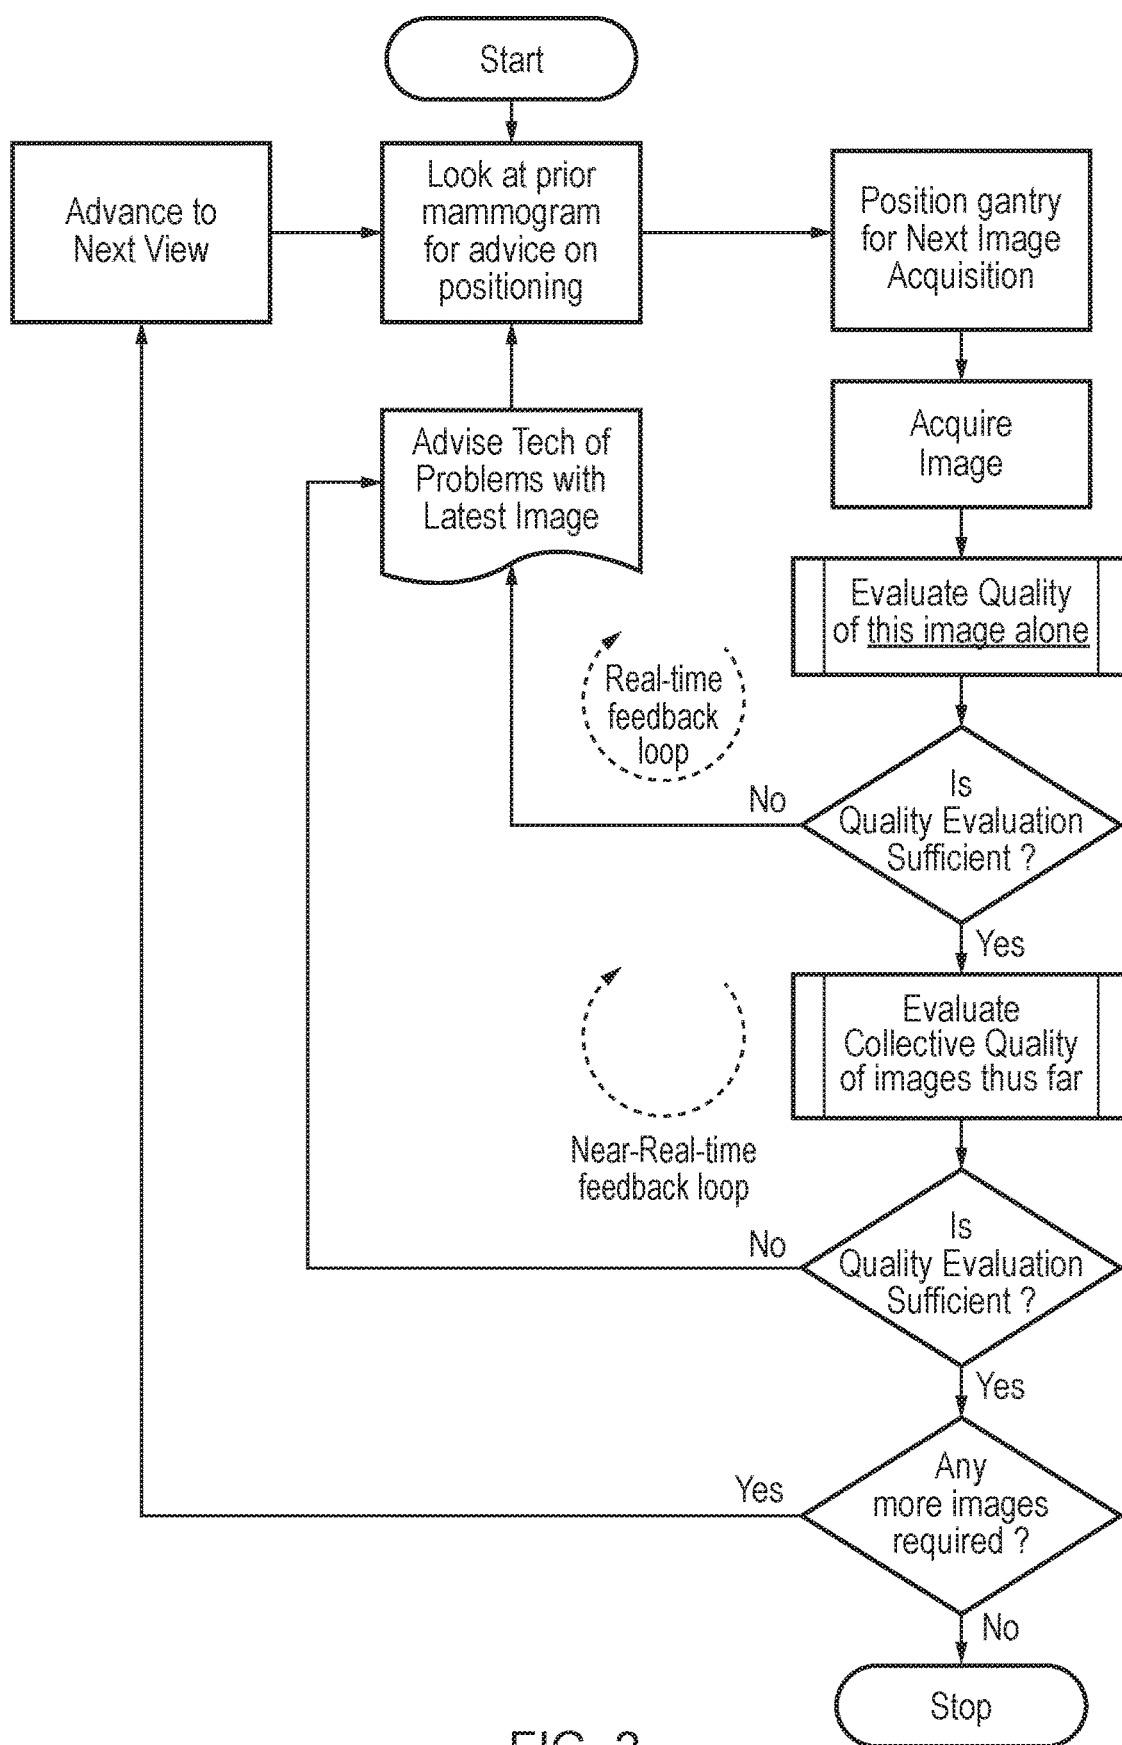 Start
Advance to
Next View
Look at prior
mammogram
for advice on
positioning
Position gantry
for Next Image
Acquisition
Advise Tech of
Problems with
Latest Image
Acquire
Image
Evaluate Quality
of this image alone
Real-time
feedback
loop
No
Is
Quality Evaluation
Sufficient ?
Yes
Evaluate
Collective Quality
of images thus far
Near-Real-time
feedback loop
No
Is
Quality Evaluation
Sufficient ?
Yes
Yes
Any
more images
required ?
No
Stop
FIG.